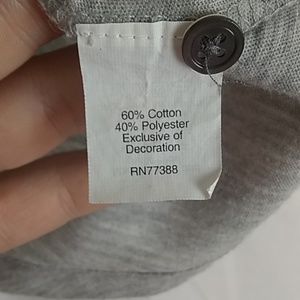 60% Cotton
40% Polyester
Exclusive of
Decoration
RN77388